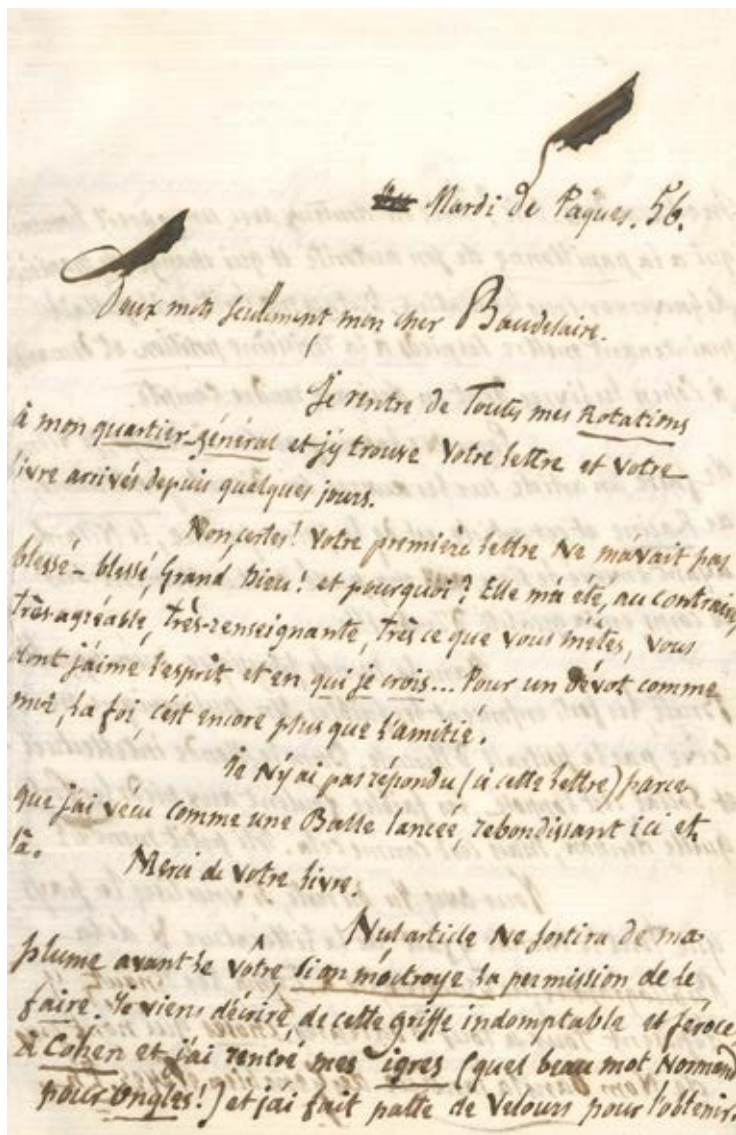 Mardi de Pâques. 56.
Deux mots seulement mon cher Baudelaire.
Je rentre de Toutes mes Rotations
à mon quartier-général et j'y trouve votre lettre et votre
livre arrivés depuis quelques jours.
Non, certes! votre première lettre Ne m'avait pas
blessé – blessé, Grand Dieu! et pourquoi? Elle m'a été, au contraire,
Très-agréable, Très-renseignante, Très ce que vous m'êtes, vous
dont j'aime l'esprit et en qui je crois... Pour un dévot comme
moi, la foi, c'est encore plus que l'amitié.
Je N'y ai pas répondu (à cette lettre) parce
que j'ai vécu comme une Balle lancée, rebondissant ici et
là.
Merci de votre livre.
Nul article Ne sortira de ma
plume avant le vôtre, si on m'octroye la permission de le
faire. Je viens d'écrire, de cette griffe indomptable et féroce,
à Cohen et j'ai rentré mes igres (quel beau mot Normand
pour ongles!) et j'ai fait patte de velours pour l'obtenir.